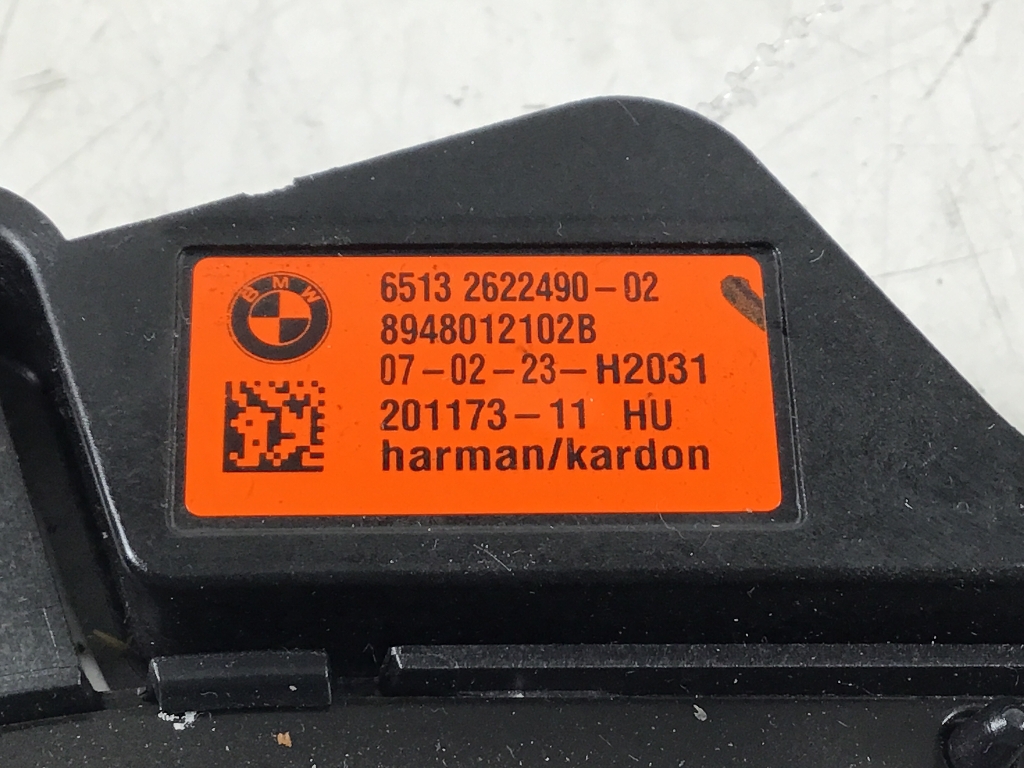 BMW
6513 2622490-02
8948012102B
07-02-23-H2031
201173-11 HU
harman/kardon